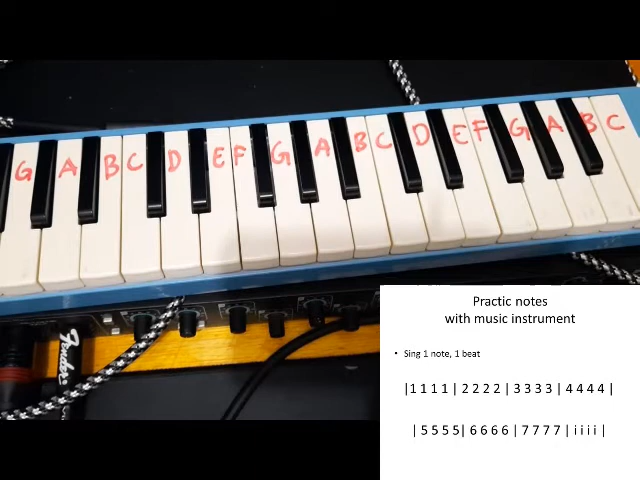 G A B C D E F G A B C D E F G A B C
Fender
Practic notes
with music instrument
• Sing 1 note, 1 beat
|1 1 1 1 | 2 2 2 2 | 3 3 3 3 | 4 4 4 4 |
| 5 5 5 5| 6 6 6 6 | 7 7 7 7 | i i i i |